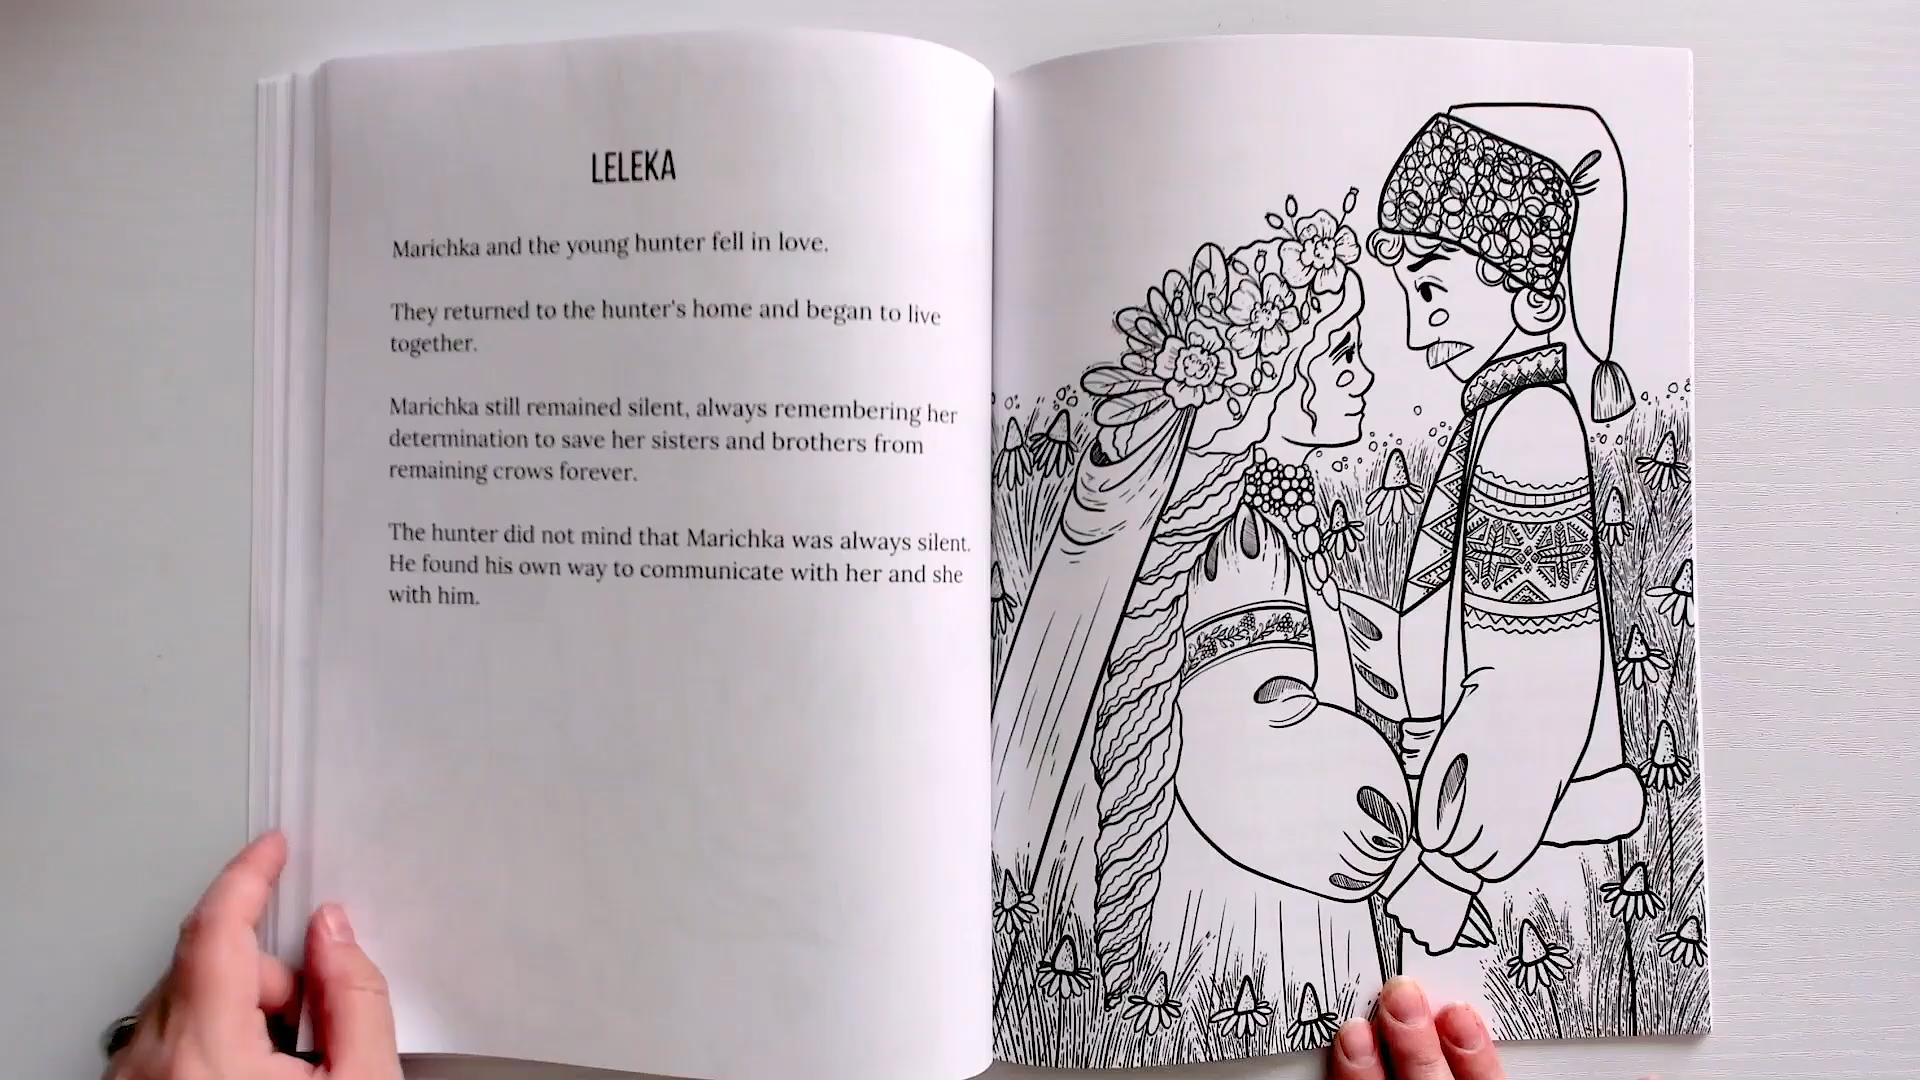 LELEKA
Marichka and the young hunter fell in love.
They returned to the hunter's home and began to live
together.
Marichka still remained silent, always remembering her
determination to save her sisters and brothers from
remaining crows forever.
The hunter did not mind that Marichka was always silent.
He found his own way to communicate with her and she
with him.